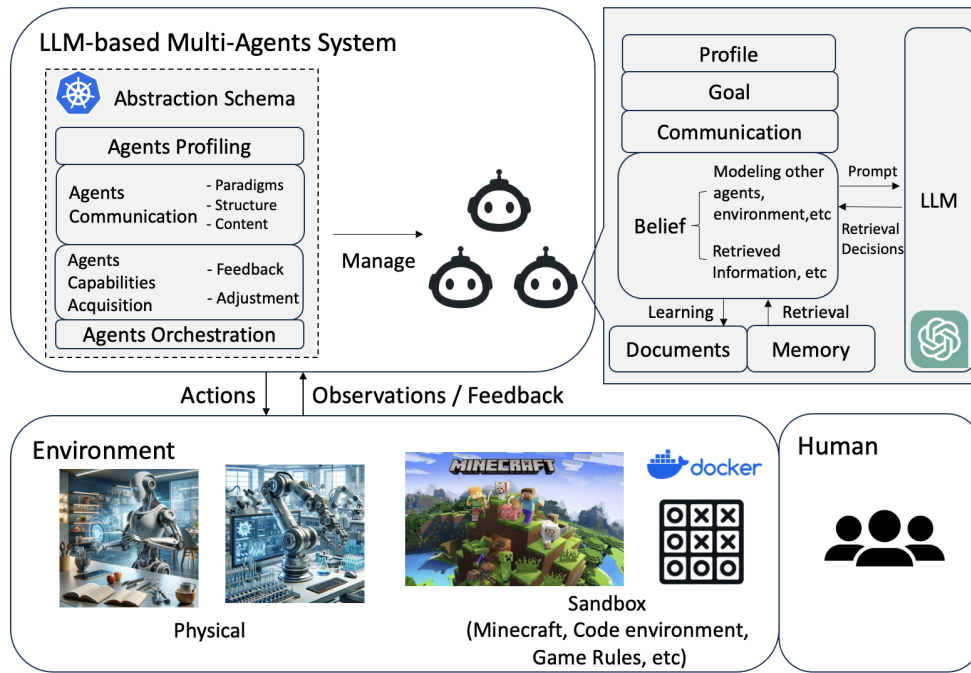 LLM-based Multi-Agents System
Abstraction Schema
Agents Profiling
Agents
Communication
- Paradigms
- Structure
- Content
Agents
Capabilities
Acquisition
- Feedback
- Adjustment
Agents Orchestration
Manage
Profile
Goal
Communication
Belief
Modeling other
agents,
environment,etc
Retrieved
Information, etc
Prompt
Retrieval
Decisions
LLM
Learning
Retrieval
Documents
Memory
Actions
Observations / Feedback
Environment
Physical
MINECRAFT
docker
O X X
X X O
O O O
Sandbox
(Minecraft, Code environment,
Game Rules, etc)
Human